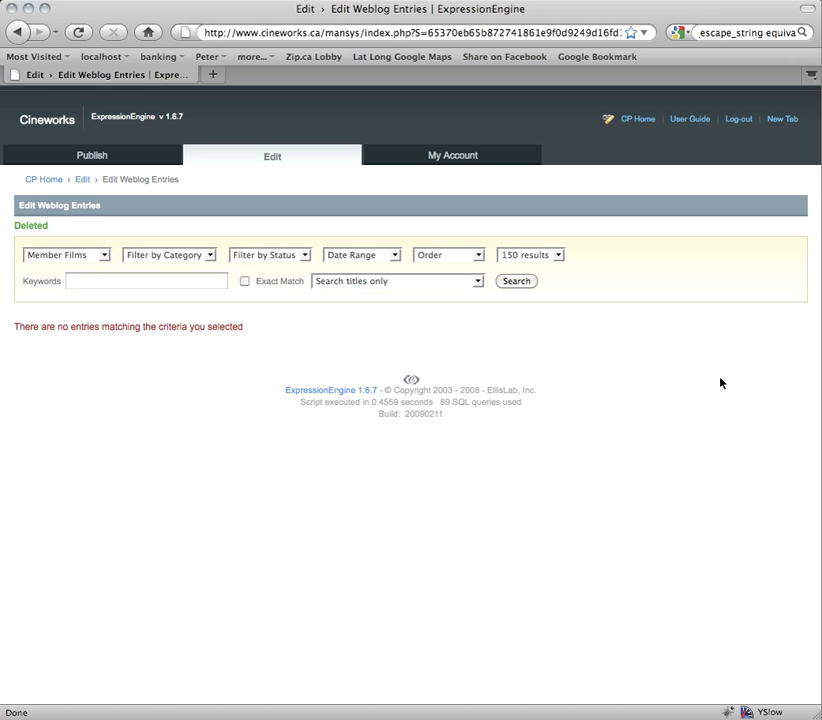 Edit › Edit Weblog Entries | ExpressionEngine
http://www.cineworks.ca/mansys/index.php?S=65370eb65b872741861e9f0d9249d16fd: _escape_string equiva
Most Visited localhost banking Peter more... Zip.ca Lobby Lat Long Google Maps Share on Facebook Google Bookmark
Edit › Edit Weblog Entries | Expre... +
Cineworks ExpressionEngine v 1.6.7 CP Home | User Guide | Log-out | New Tab
Publish Edit My Account
CP Home › Edit › Edit Weblog Entries
Edit Weblog Entries
Deleted
Member Films Filter by Category Filter by Status Date Range Order 150 results
Keywords Exact Match Search titles only Search
There are no entries matching the criteria you selected
ExpressionEngine 1.6.7 - © Copyright 2003 - 2008 - EllisLab, Inc.
Script executed in 0.4559 seconds 89 SQL queries used
Build: 20090211
Done YSlow